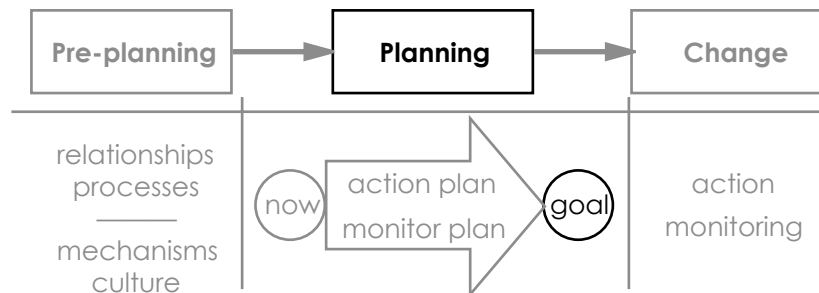 Pre-planning
Planning
Change
relationships
processes
mechanisms
culture
now
action plan
monitor plan
goal
action
monitoring